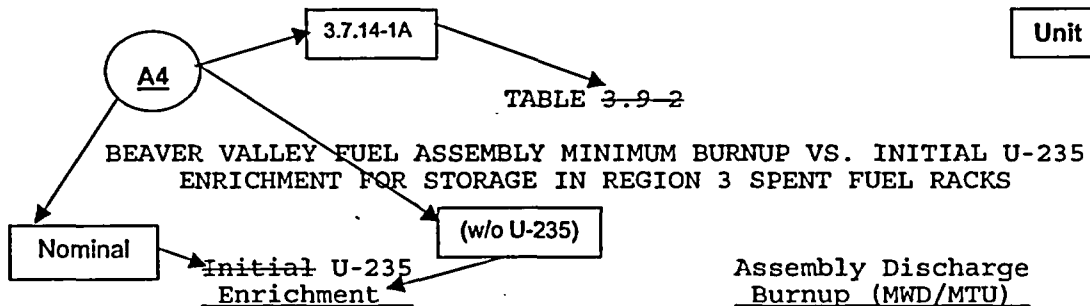 3.7.14-1A
Unit
A4
TABLE 3.9-2
BEAVER VALLEY FUEL ASSEMBLY MINIMUM BURNUP VS. INITIAL U-235
ENRICHMENT FOR STORAGE IN REGION 3 SPENT FUEL RACKS
Nominal
(w/o U-235)
Initial U-235
Enrichment
Assembly Discharge
Burnup (MWD/MTU)